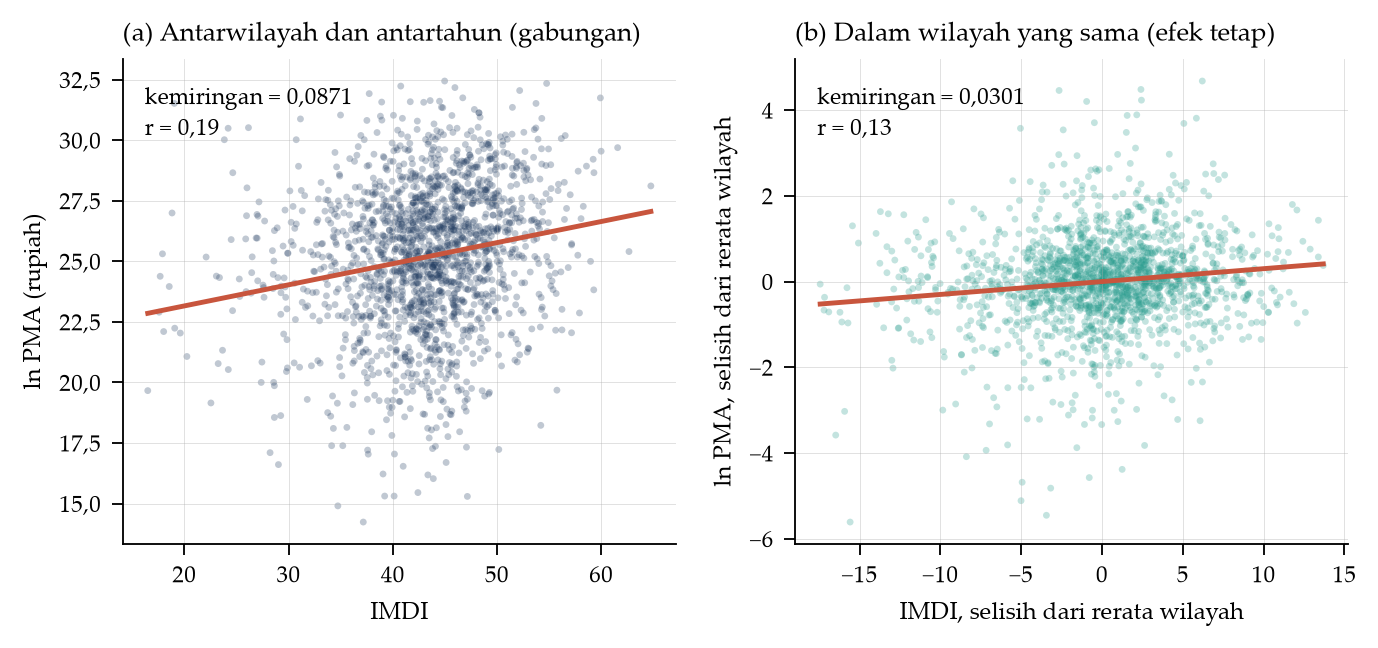 (a) Antarwilayah dan antartahun (gabungan)
kemiringan = 0,0871
r = 0,19
ln PMA (rupiah)
32,5
30,0
27,5
25,0
22,5
20,0
17,5
15,0
20 30 40 50 60
IMDI
(b) Dalam wilayah yang sama (efek tetap)
kemiringan = 0,0301
r = 0,13
ln PMA, selisih dari rerata wilayah
4
2
0
−2
−4
−6
−15 −10 −5 0 5 10 15
IMDI, selisih dari rerata wilayah